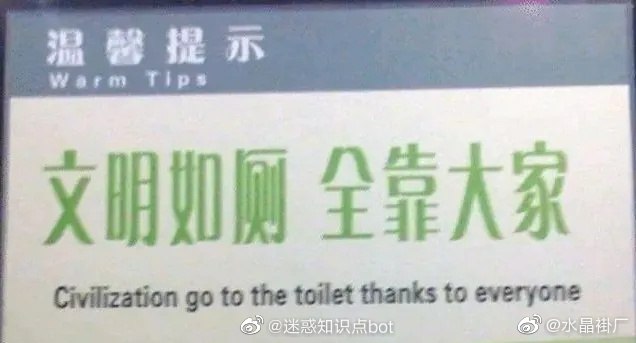 温馨提示
Warm Tips
文明如厕 全靠大家
Civilization go to the toilet thanks to everyone
@迷惑知识点bot
@水晶褂厂